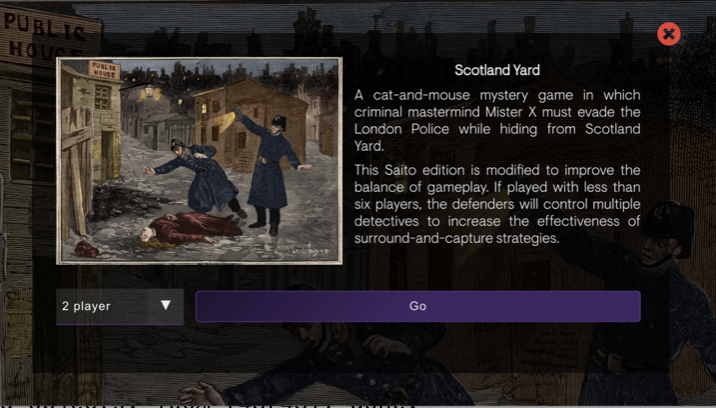 PUBLIC
HOUSE
PUBLIC
HOUSE
Scotland Yard
A cat-and-mouse mystery game in which
criminal mastermind Mister X must evade the
London Police while hiding from Scotland
Yard.
This Saito edition is modified to improve the
balance of gameplay. If played with less than
six players, the defenders will control multiple
detectives to increase the effectiveness of
surround-and-capture strategies.
2 player
Go